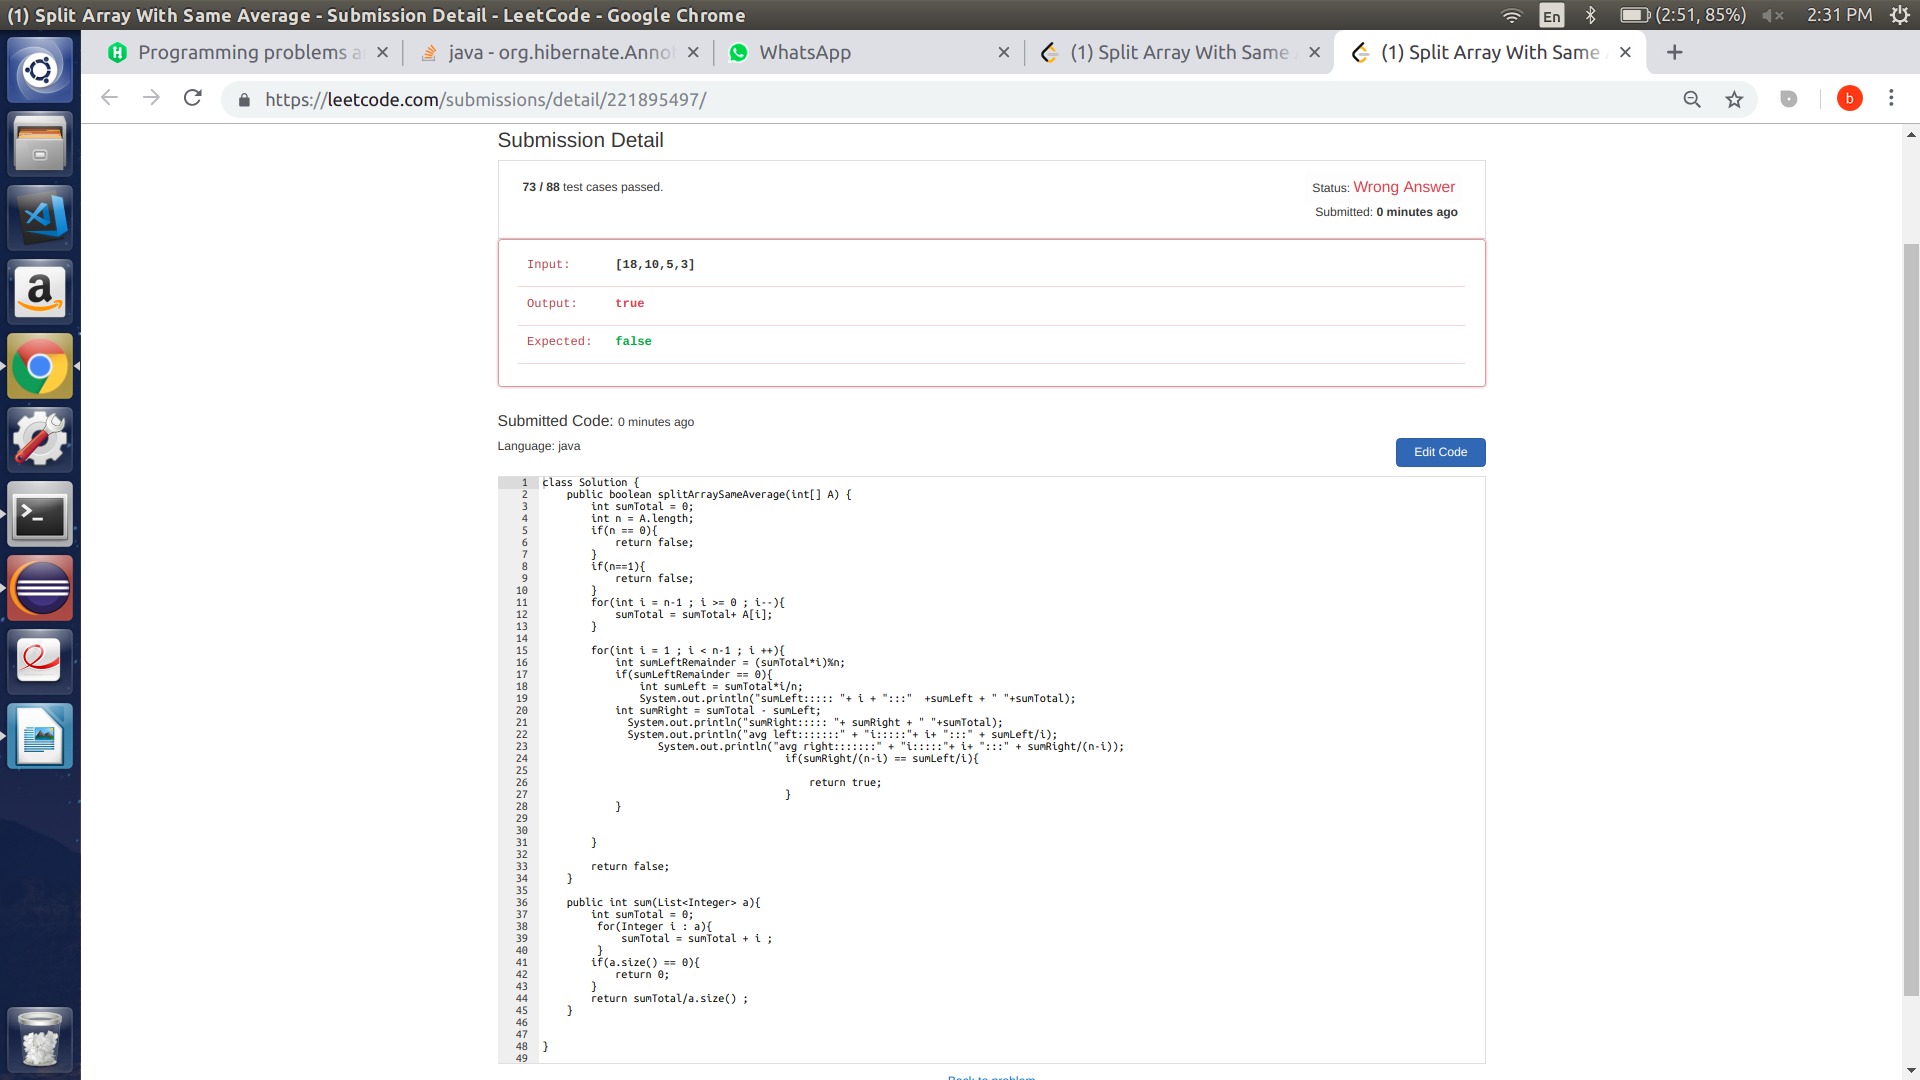 (1) Split Array With Same Average - Submission Detail - LeetCode - Google Chrome
En
(2:51, 85%)
2:31 PM
Programming problems a
java - org.hibernate.Annot
WhatsApp
(1) Split Array With Same
(1) Split Array With Same
https://leetcode.com/submissions/detail/221895497/
b
Submission Detail
73 / 88 test cases passed.
Status: Wrong Answer
Submitted: 0 minutes ago
Input: [18,10,5,3]
Output: true
Expected: false
Submitted Code: 0 minutes ago
Language: java
Edit Code
1 class Solution {
2 public boolean splitArraySameAverage(int[] A) {
3 int sumTotal = 0;
4 int n = A.length;
5 if(n == 0){
6 return false;
7 }
8 if(n==1){
9 return false;
10 }
11 for(int i = n-1 ; i >= 0 ; i--){
12 sumTotal = sumTotal+ A[i];
13 }
14
15 for(int i = 1 ; i < n-1 ; i ++){
16 int sumLeftRemainder = (sumTotal*i)%n;
17 if(sumLeftRemainder == 0){
18 int sumLeft = sumTotal*i/n;
19 System.out.println("sumLeft::::: "+ i + ":::"  +sumLeft + " "+sumTotal);
20 int sumRight = sumTotal - sumLeft;
21 System.out.println("sumRight::::: "+ sumRight + " "+sumTotal);
22 System.out.println("avg left:::::::" + "i:::::"+ i+ ":::" + sumLeft/i);
23 System.out.println("avg right:::::::" + "i:::::"+ i+ ":::" + sumRight/(n-i));
24 if(sumRight/(n-i) == sumLeft/i){
25
26 return true;
27 }
28 }
29
30
31 }
32
33 return false;
34 }
35
36 public int sum(List<Integer> a){
37 int sumTotal = 0;
38 for(Integer i : a){
39 sumTotal = sumTotal + i ;
40 }
41 if(a.size() == 0){
42 return 0;
43 }
44 return sumTotal/a.size() ;
45 }
46
47
48 }
49
Back to problem